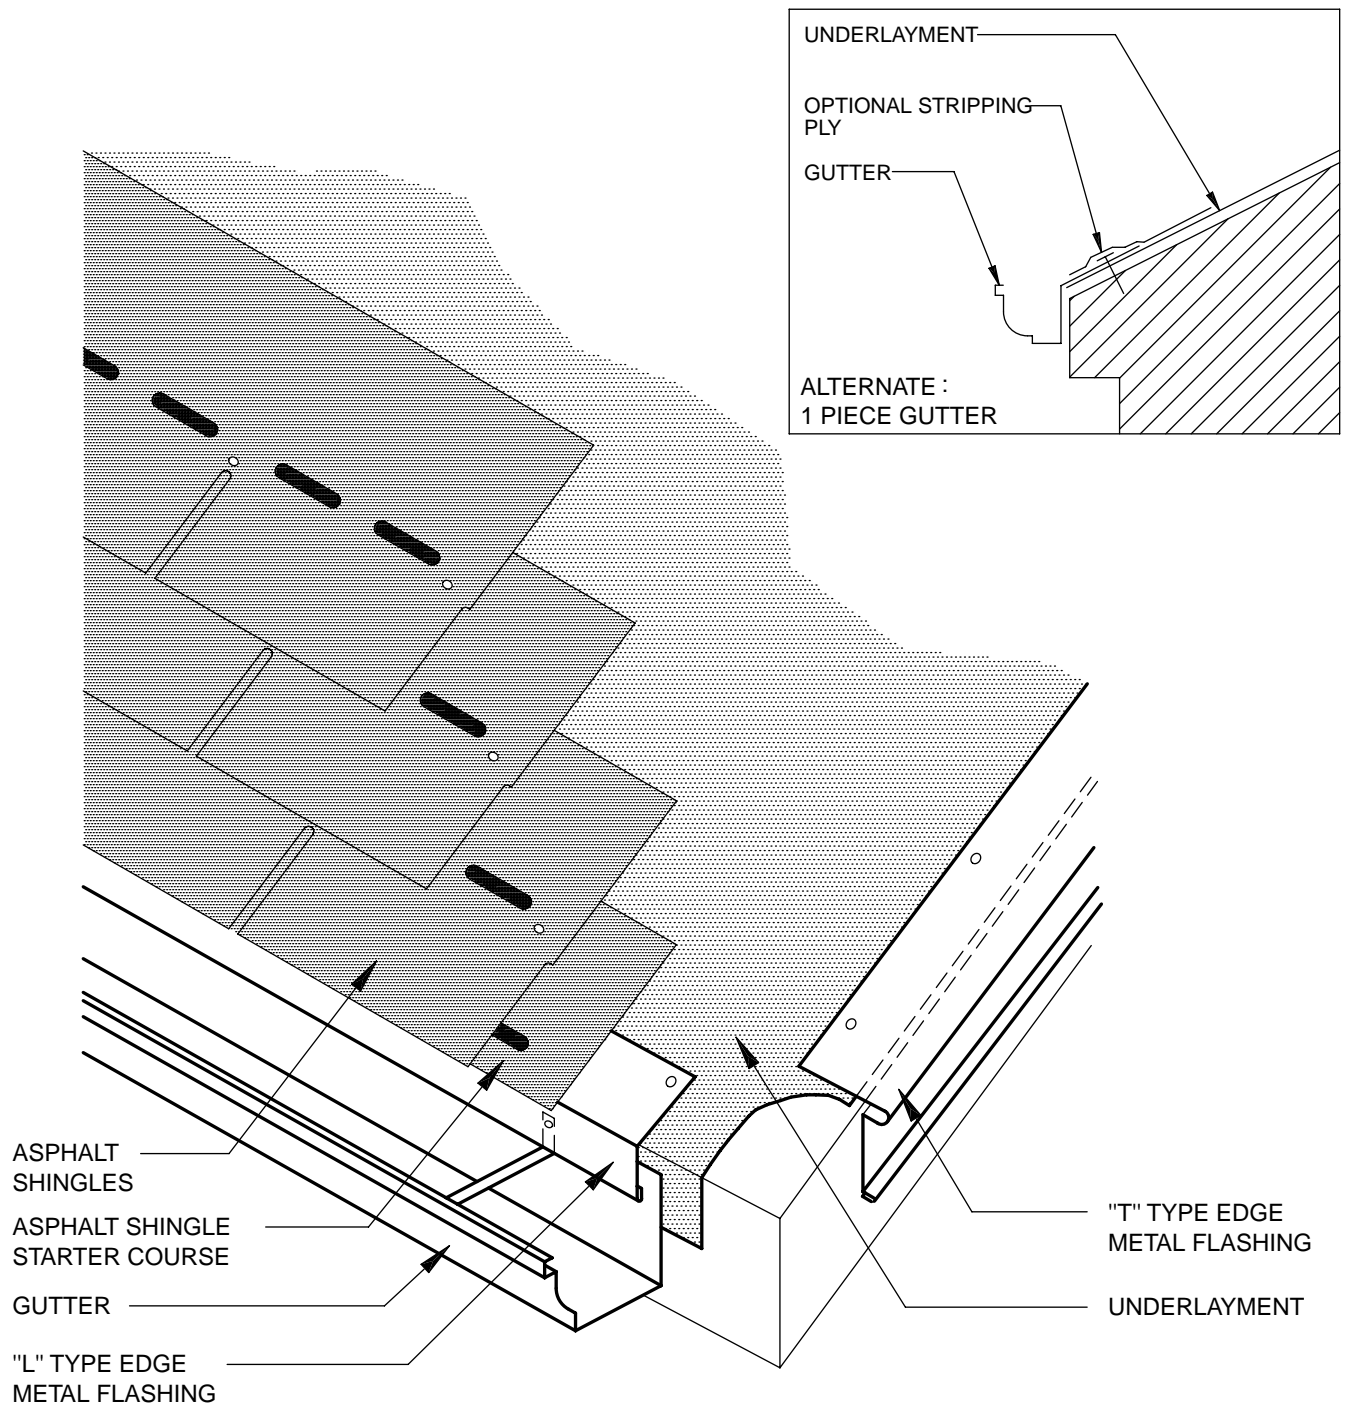 UNDERLAYMENT
OPTIONAL STRIPPING
PLY
GUTTER
ALTERNATE :
1 PIECE GUTTER
ASPHALT
SHINGLES
ASPHALT SHINGLE
STARTER COURSE
GUTTER
"L" TYPE EDGE
METAL FLASHING
"T" TYPE EDGE
METAL FLASHING
UNDERLAYMENT